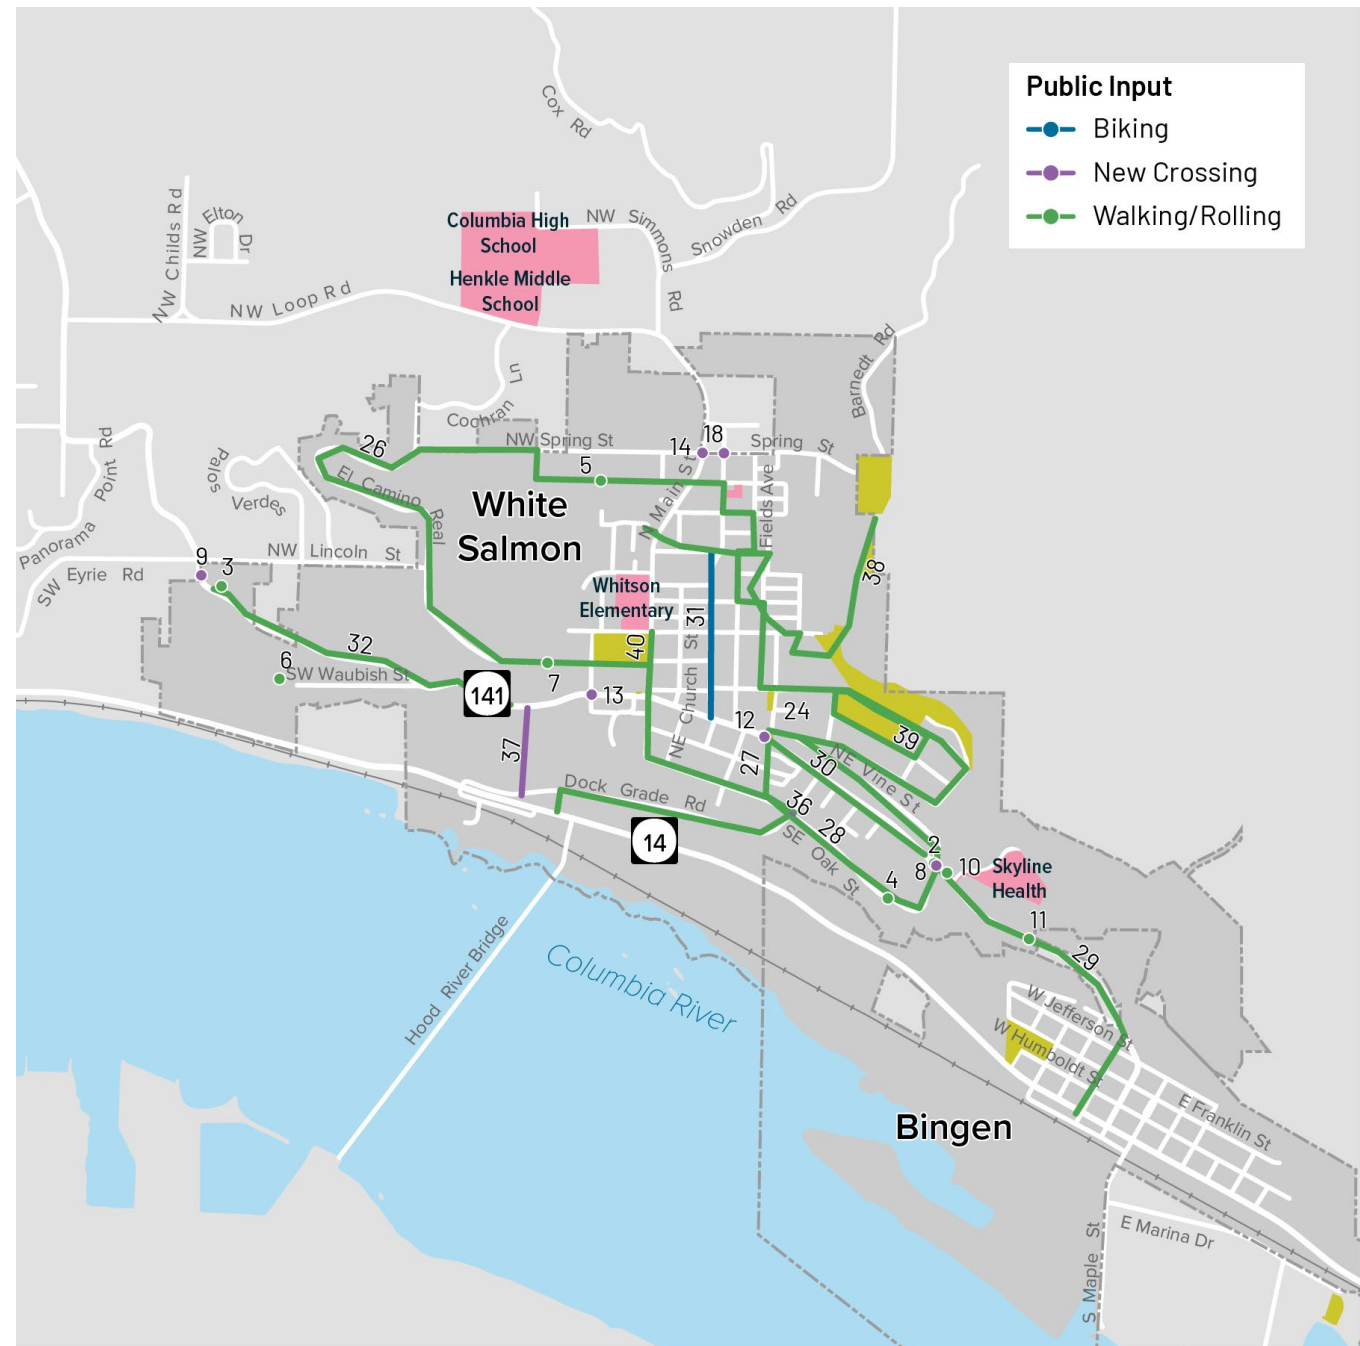 Public Input
Biking
New Crossing
Walking/Rolling
Cox Rd
NW Childs Rd
NW Elton Dr
Columbia High
School
Henkle Middle
School
NW Simmons Rd
Snowden Rd
NW Loop Rd
Barnedt Rd
Cochran Ln
NW Spring St
14
18
Spring St
26
5
El Camino Real
White
Salmon
N Main St
Fields Ave
Point Rd
Panorama
Palos
Verdes
NW Lincoln St
9
3
SW Eyrie Rd
38
Whitson
Elementary
31
40
32
6
SW Waubish St
141
7
13
NE Church St
12
24
39
37
27
30
NE Vine St
Dock Grade Rd
36
28
14
SE Oak St
2
8
10
Skyline
Health
4
11
29
Hood River Bridge
Columbia River
W Jefferson St
W Humboldt St
Bingen
E Franklin St
E Marina Dr
S Maple St